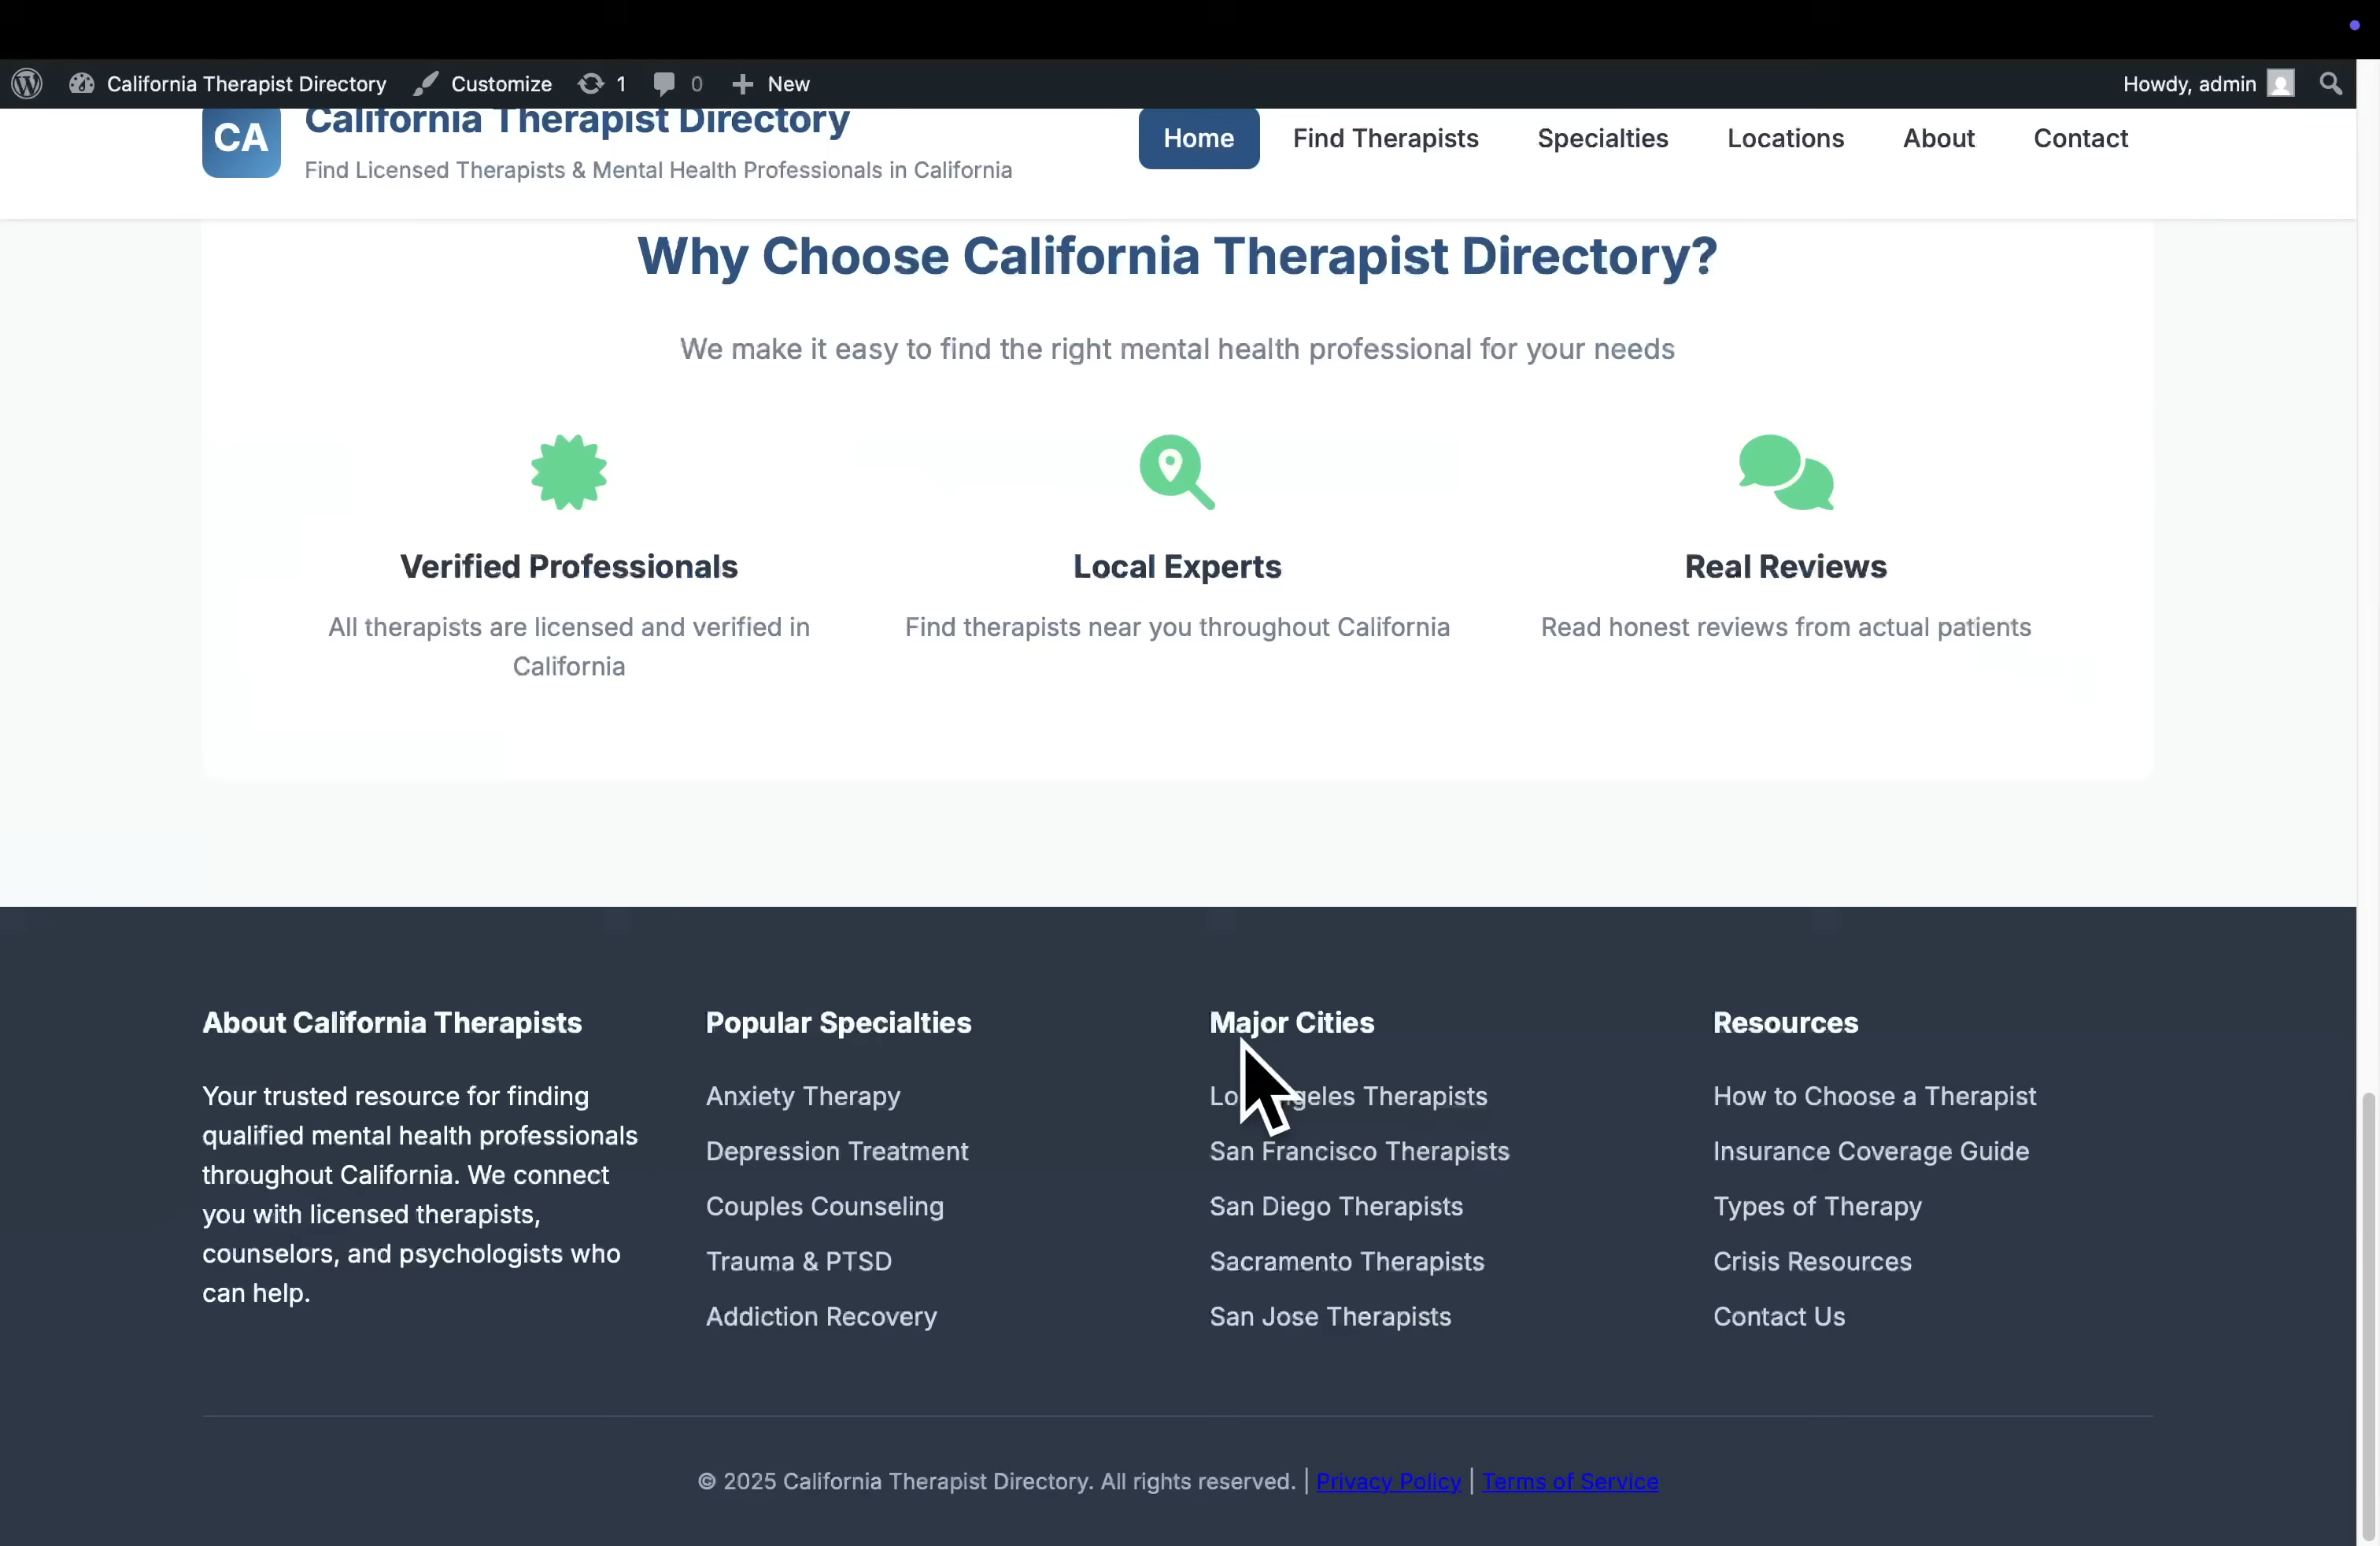 California Therapist Directory Customize 1 0 New Howdy, admin
CA
California Therapist Directory
Find Licensed Therapists & Mental Health Professionals in California
Home Find Therapists Specialties Locations About Contact
Why Choose California Therapist Directory?
We make it easy to find the right mental health professional for your needs
Verified Professionals
All therapists are licensed and verified in
California
Local Experts
Find therapists near you throughout California
Real Reviews
Read honest reviews from actual patients
About California Therapists
Your trusted resource for finding
qualified mental health professionals
throughout California. We connect
you with licensed therapists,
counselors, and psychologists who
can help.
Popular Specialties
Anxiety Therapy
Depression Treatment
Couples Counseling
Trauma & PTSD
Addiction Recovery
Major Cities
Los Angeles Therapists
San Francisco Therapists
San Diego Therapists
Sacramento Therapists
San Jose Therapists
Resources
How to Choose a Therapist
Insurance Coverage Guide
Types of Therapy
Crisis Resources
Contact Us
© 2025 California Therapist Directory. All rights reserved. | Privacy Policy | Terms of Service